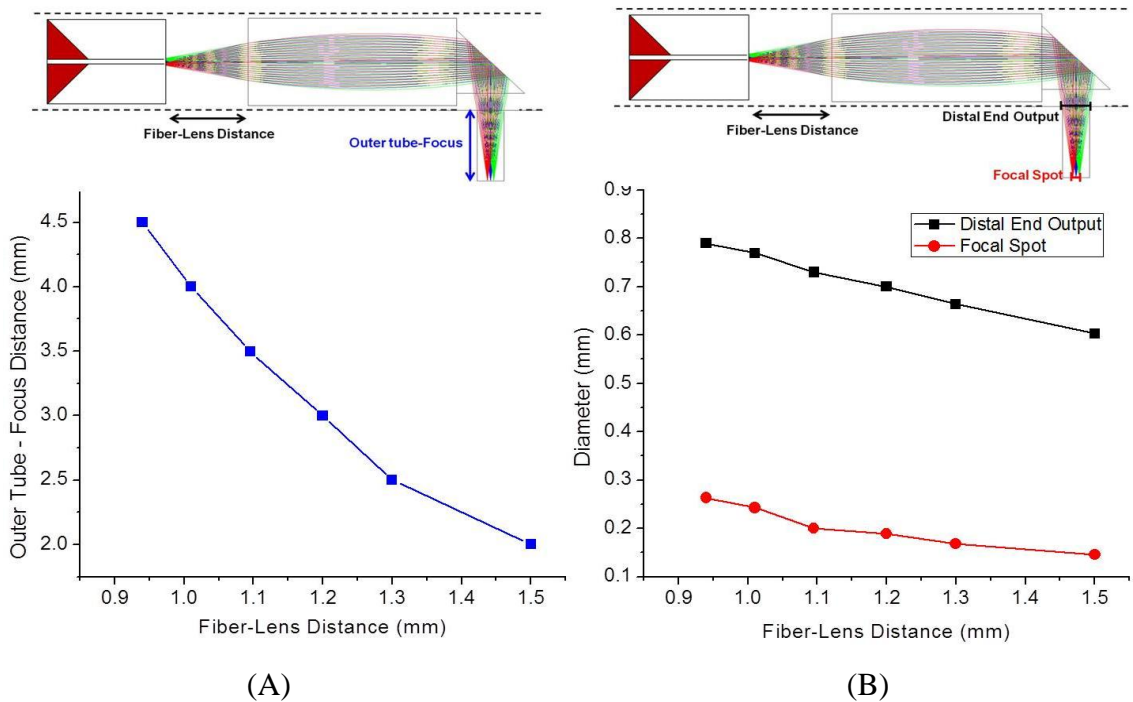 Fiber-Lens Distance
Outer tube-Focus
4.5
4.0
3.5
3.0
2.5
2.0
Outer Tube - Focus Distance (mm)
0.9 1.0 1.1 1.2 1.3 1.4 1.5
Fiber-Lens Distance (mm)
(A)
Fiber-Lens Distance
Distal End Output
Focal Spot
0.9
0.8
0.7
0.6
0.5
0.4
0.3
0.2
0.1
Diameter (mm)
Distal End Output
Focal Spot
0.9 1.0 1.1 1.2 1.3 1.4 1.5
Fiber-Lens Distance (mm)
(B)